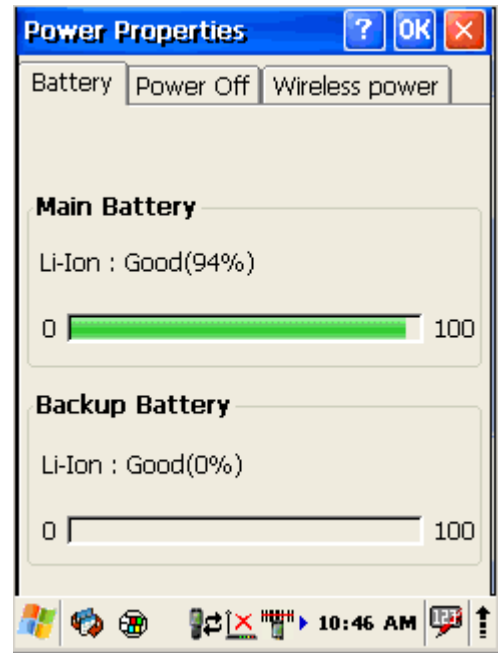 Power Properties ? OK
Battery Power Off Wireless power
Main Battery
Li-Ion : Good(94%)
0 100
Backup Battery
Li-Ion : Good(0%)
0 100
10:46 AM 123